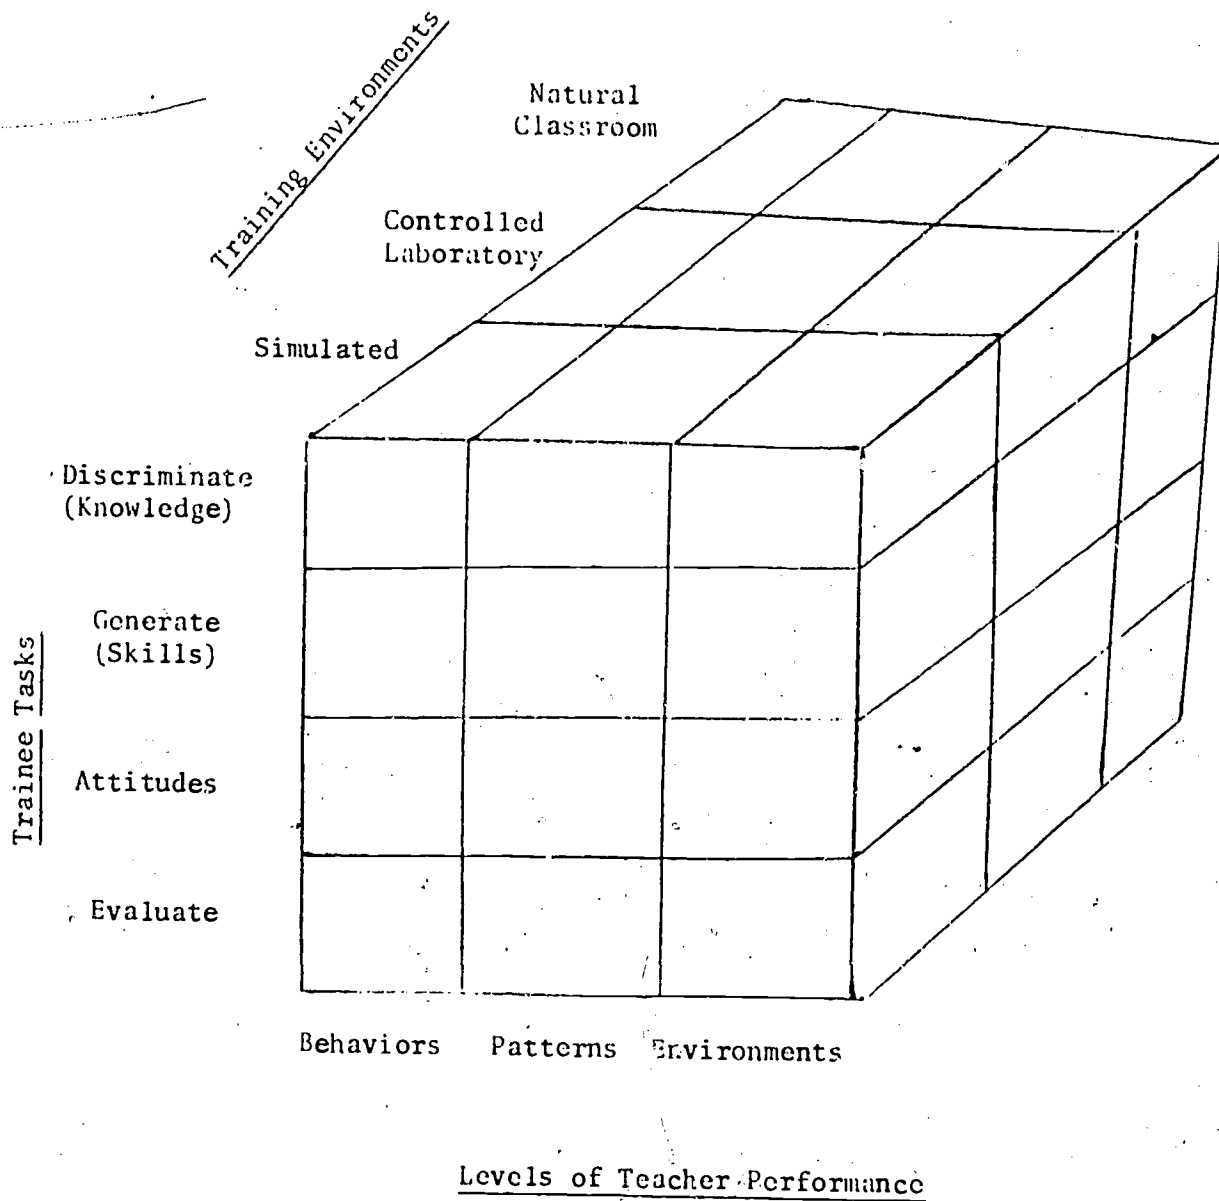 Training Environments
Natural
Classroom
Controlled
Laboratory
Simulated
Discriminate
(Knowledge)
Generate
(Skills)
Trainee Tasks
Attitudes
Evaluate
Behaviors Patterns Environments
Levels of Teacher Performance